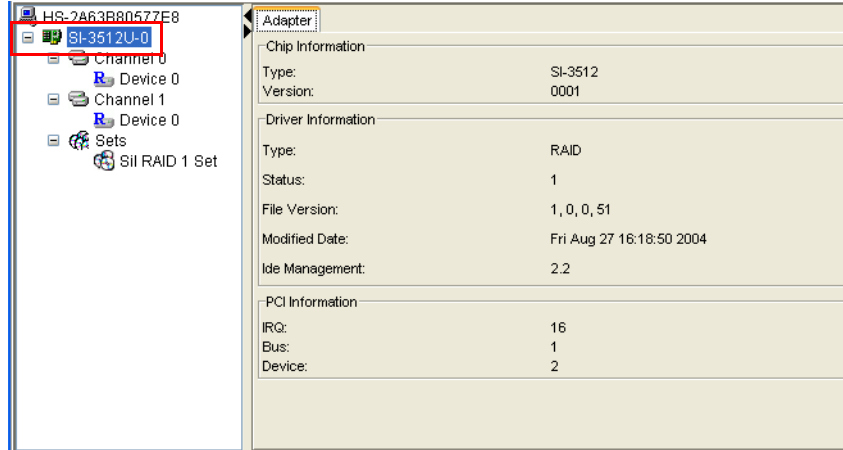 HS-2A63B80577E8
SI-3512U-0
Channel 0
R Device 0
Channel 1
R Device 0
Sets
Sil RAID 1 Set
Adapter
Chip Information
Type: SI-3512
Version: 0001
Driver Information
Type: RAID
Status: 1
File Version: 1, 0, 0, 51
Modified Date: Fri Aug 27 16:18:50 2004
Ide Management: 2.2
PCI Information
IRQ: 16
Bus: 1
Device: 2